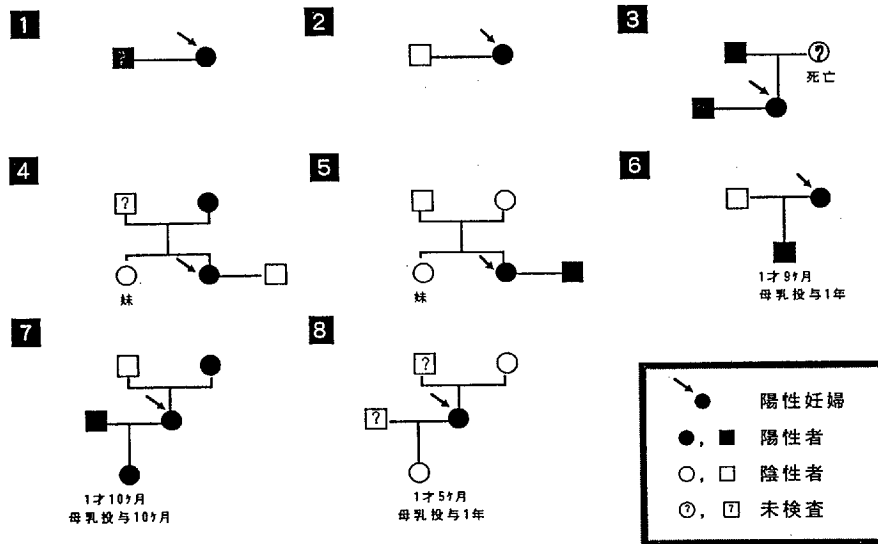 1
2
3
?
死亡
4
?
妹
5
妹
6
1才9ヶ月
母乳投与1年
7
1才10ヶ月
母乳投与10ヶ月
8
?
?
1才5ヶ月
母乳投与1年
陽性妊婦
●, ■ 陽性者
○, □ 陰性者
?, ? 未検査